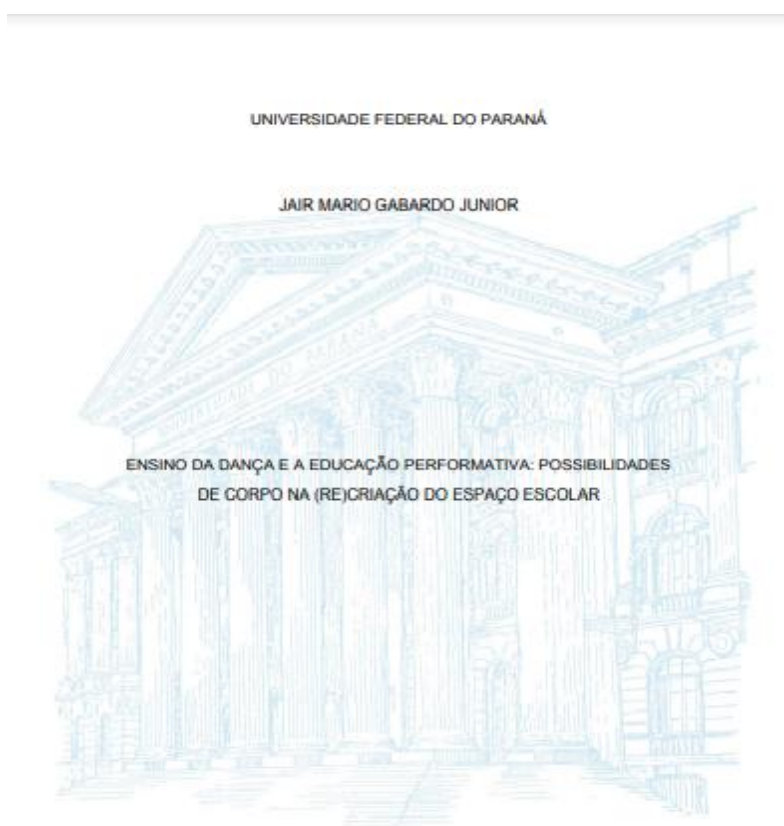 UNIVERSIDADE FEDERAL DO PARANÁ
JAIR MARIO GABARDO JUNIOR
ENSINO DA DANÇA E A EDUCAÇÃO PERFORMATIVA: POSSIBILIDADES
DE CORPO NA (RE)CRIAÇÃO DO ESPAÇO ESCOLAR